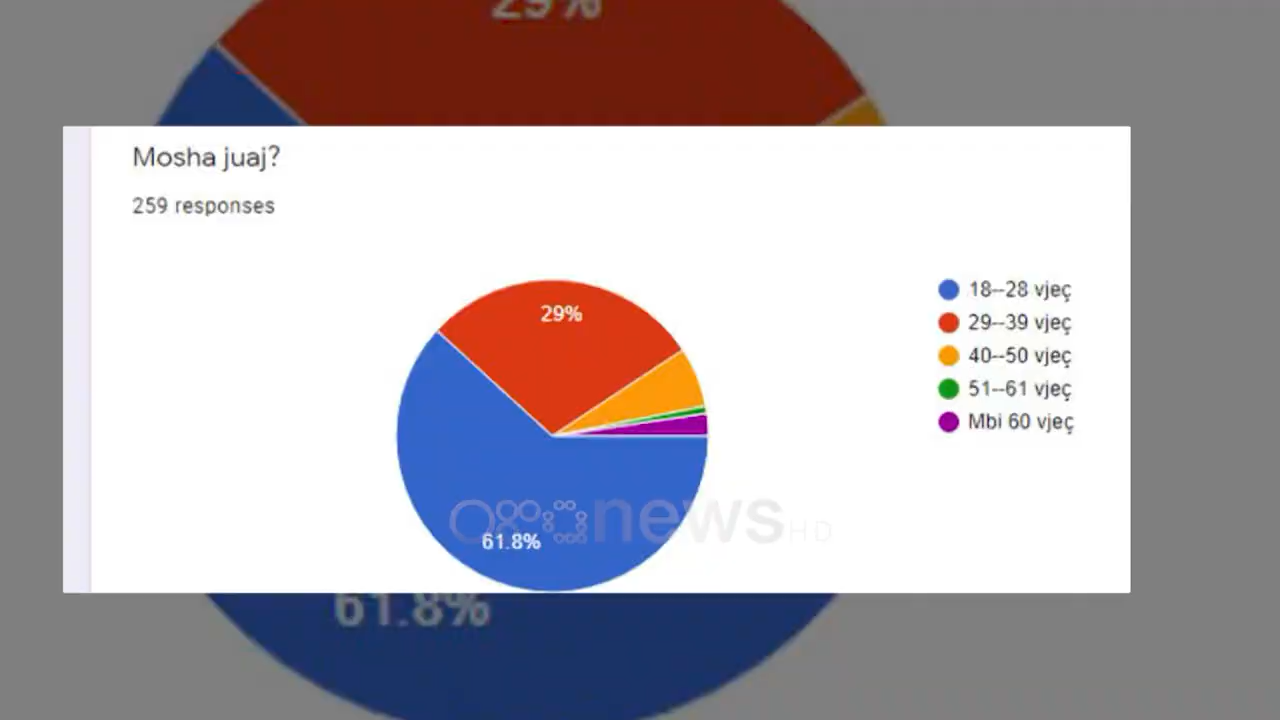 29%
Mosha juaj?
259 responses
18--28 vjeç
29--39 vjeç
40--50 vjeç
51--61 vjeç
Mbi 60 vjeç
29%
61.8%
news HD
61.8%